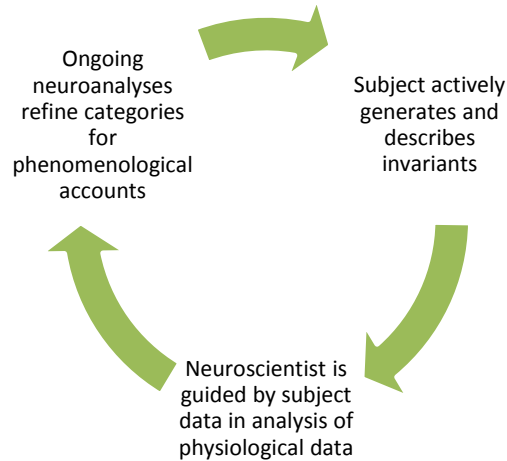 Ongoing
neuroanalyses
refine categories
for
phenomenological
accounts
Subject actively
generates and
describes
invariants
Neuroscientist is
guided by subject
data in analysis of
physiological data